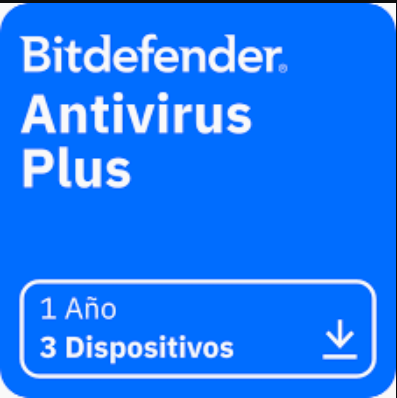 Bitdefender®
Antivirus
Plus
1 Año
3 Dispositivos